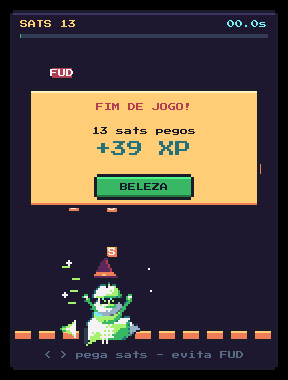 SATS 13
00.0s
FUD
FIM DE JOGO!
13 sats pegos
+39 XP
BELEZA
S
< > pega sats - evita FUD